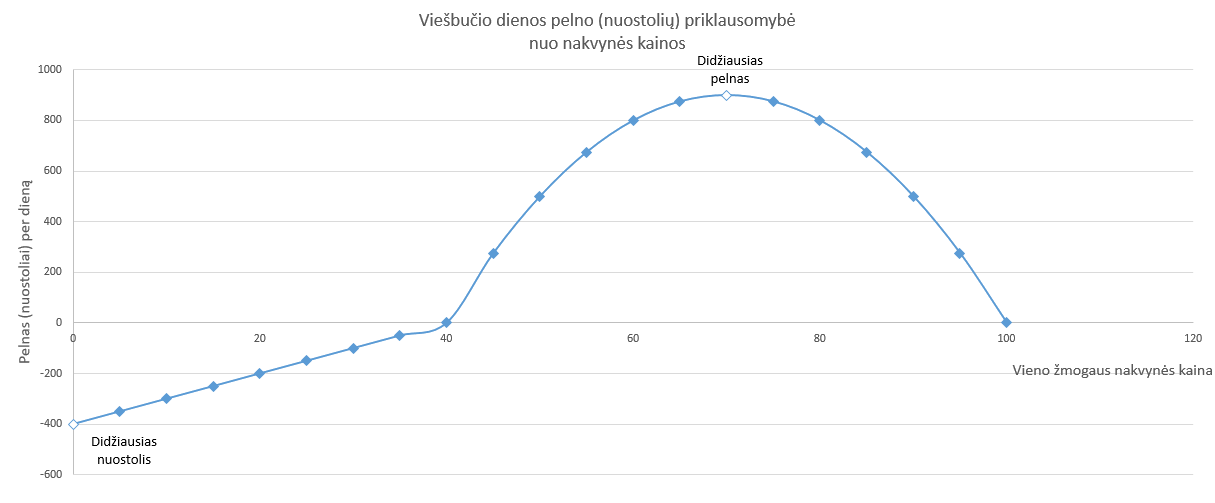 Viešbučio dienos pelno (nuostolių) priklausomybė
nuo nakvynės kainos
Didžiausias
pelnas
1000
800
600
400
200
0
-200
-400
-600
0
20
40
60
80
100
120
Pelnas (nuostoliai) per dieną
Vieno žmogaus nakvynės kaina
Didžiausias
nuostolis